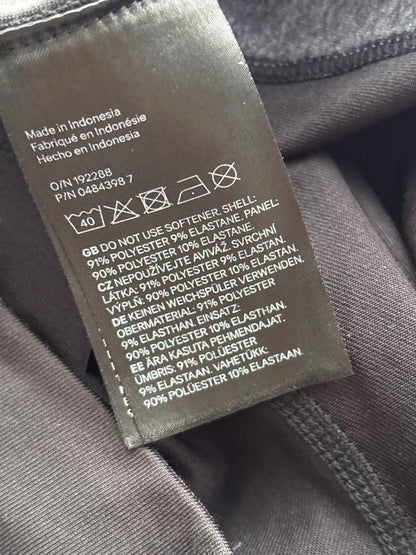 Made in Indonesia
Fabriqué en Indonésie
Hecho en Indonesia
O/N 192288
P/N 0484398 7
40
GB DO NOT USE SOFTENER. SHELL:
91% POLYESTER 9% ELASTANE. PANEL:
90% POLYESTER 10% ELASTANE.
CZ NEPOUŽÍVEJTE AVIVÁŽ. SVRCHNÍ
LÁTKA: 91% POLYESTER 9% ELASTAN.
VÝPLŇ: 90% POLYESTER 10% ELASTAN.
DE KEINEN WEICHSPÜLER VERWENDEN.
OBERMATERIAL: 91% POLYESTER
9% ELASTHAN. EINSATZ:
90% POLYESTER 10% ELASTHAN.
EE ÄRA KASUTA PEHMENDAJAT.
ÜMBRIS: 91% POLÜESTER
9% ELASTAAN. VAHETÜKK:
90% POLÜESTER 10% ELASTAAN.